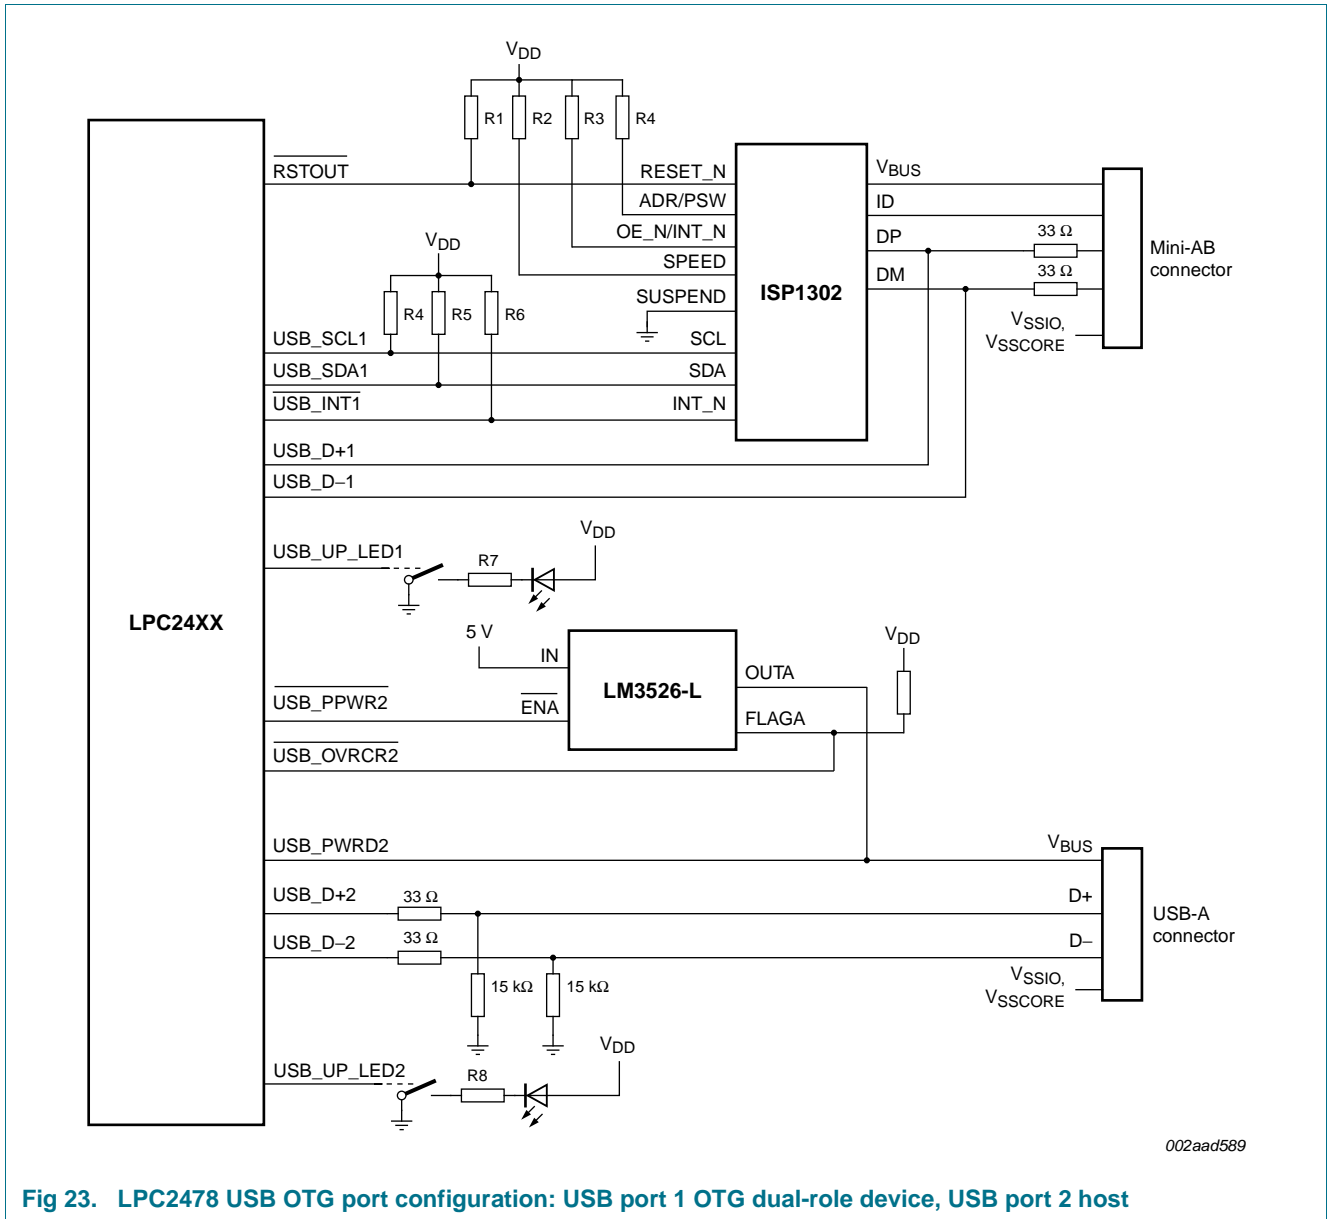 VDD
R1 R2 R3 R4
RSTOUT
RESET_N
ADR/PSW
OE_N/INT_N
SPEED
SUSPEND
SCL
SDA
INT_N
ISP1302
VBUS
ID
DP
DM
33 Ω
33 Ω
VSSIO,
VSSCORE
Mini-AB
connector
VDD
R4 R5 R6
USB_SCL1
USB_SDA1
USB_INT1
USB_D+1
USB_D−1
USB_UP_LED1
R7
VDD
LPC24XX
5 V
IN
ENA
LM3526-L
OUTA
FLAGA
VDD
USB_PPWR2
USB_OVRCR2
USB_PWRD2
VBUS
USB_D+2
33 Ω
D+
USB_D−2
33 Ω
D−
USB-A
connector
15 kΩ
15 kΩ
VSSIO,
VSSCORE
USB_UP_LED2
R8
VDD
002aad589
Fig 23. LPC2478 USB OTG port configuration: USB port 1 OTG dual-role device, USB port 2 host